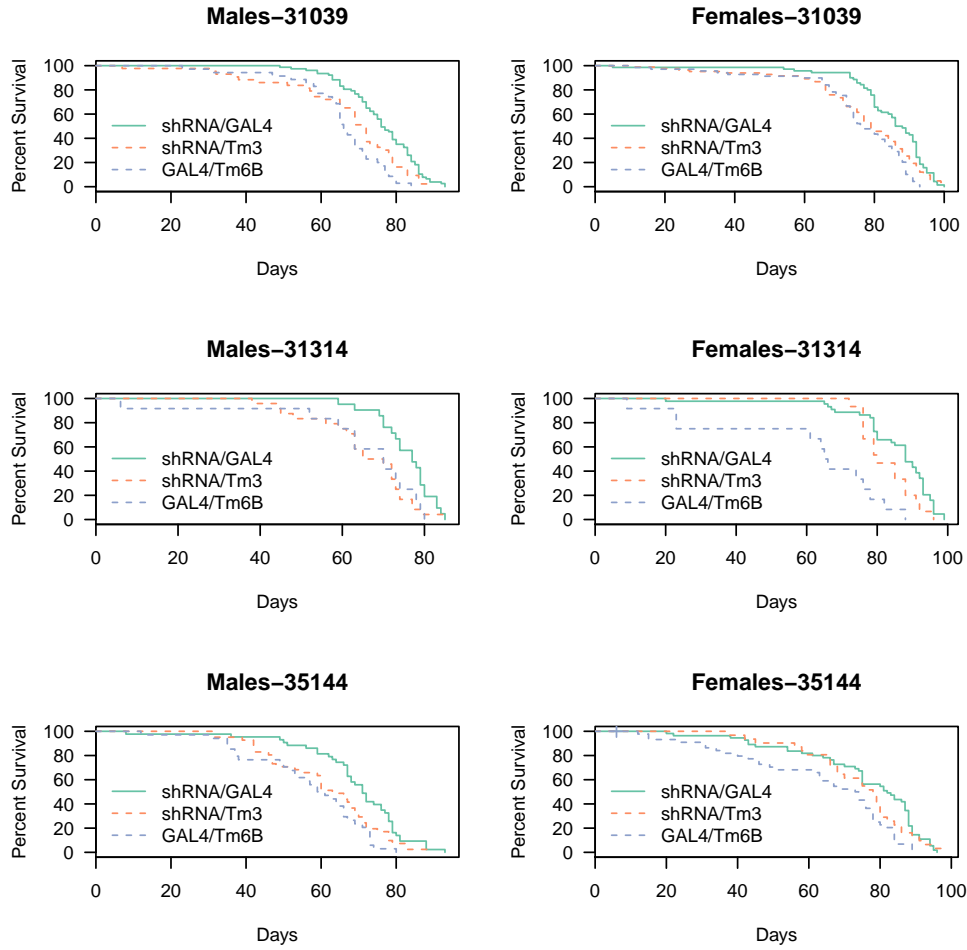 Males−31039
Percent Survival
100
80
60
40
20
0
shRNA/GAL4
shRNA/Tm3
GAL4/Tm6B
0 20 40 60 80
Days
Females−31039
Percent Survival
100
80
60
40
20
0
shRNA/GAL4
shRNA/Tm3
GAL4/Tm6B
0 20 40 60 80 100
Days
Males−31314
Percent Survival
100
80
60
40
20
0
shRNA/GAL4
shRNA/Tm3
GAL4/Tm6B
0 20 40 60 80
Days
Females−31314
Percent Survival
100
80
60
40
20
0
shRNA/GAL4
shRNA/Tm3
GAL4/Tm6B
0 20 40 60 80 100
Days
Males−35144
Percent Survival
100
80
60
40
20
0
shRNA/GAL4
shRNA/Tm3
GAL4/Tm6B
0 20 40 60 80
Days
Females−35144
Percent Survival
100
80
60
40
20
0
shRNA/GAL4
shRNA/Tm3
GAL4/Tm6B
0 20 40 60 80 100
Days